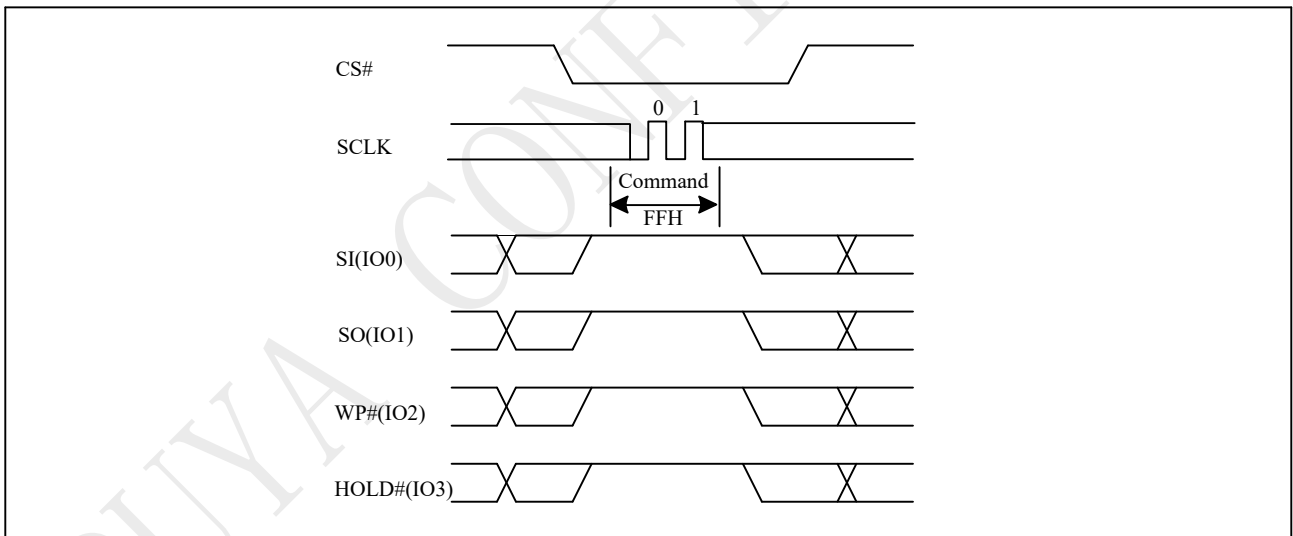 CS#
0 1
SCLK
Command
FFH
SI(IO0)
SO(IO1)
WP#(IO2)
HOLD#(IO3)